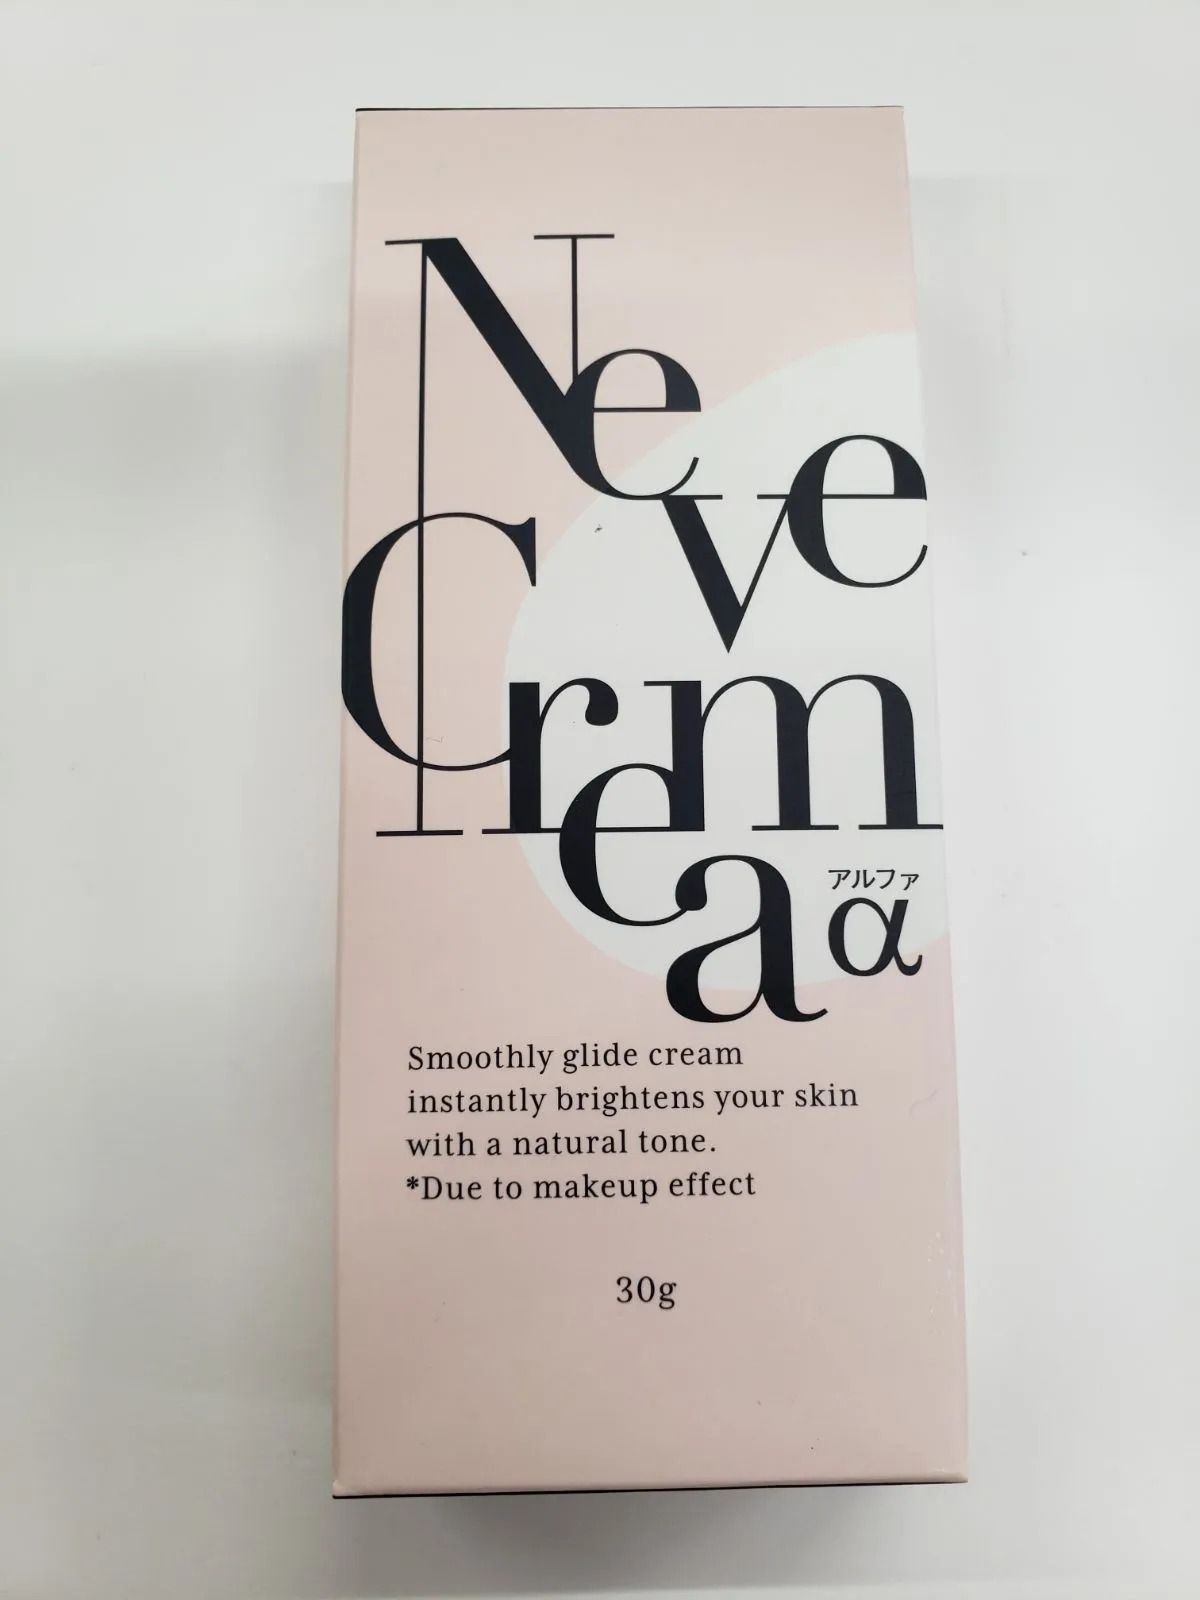 Neve
Crema
アルファ
α
Smoothly glide cream
instantly brightens your skin
with a natural tone.
*Due to makeup effect
30g